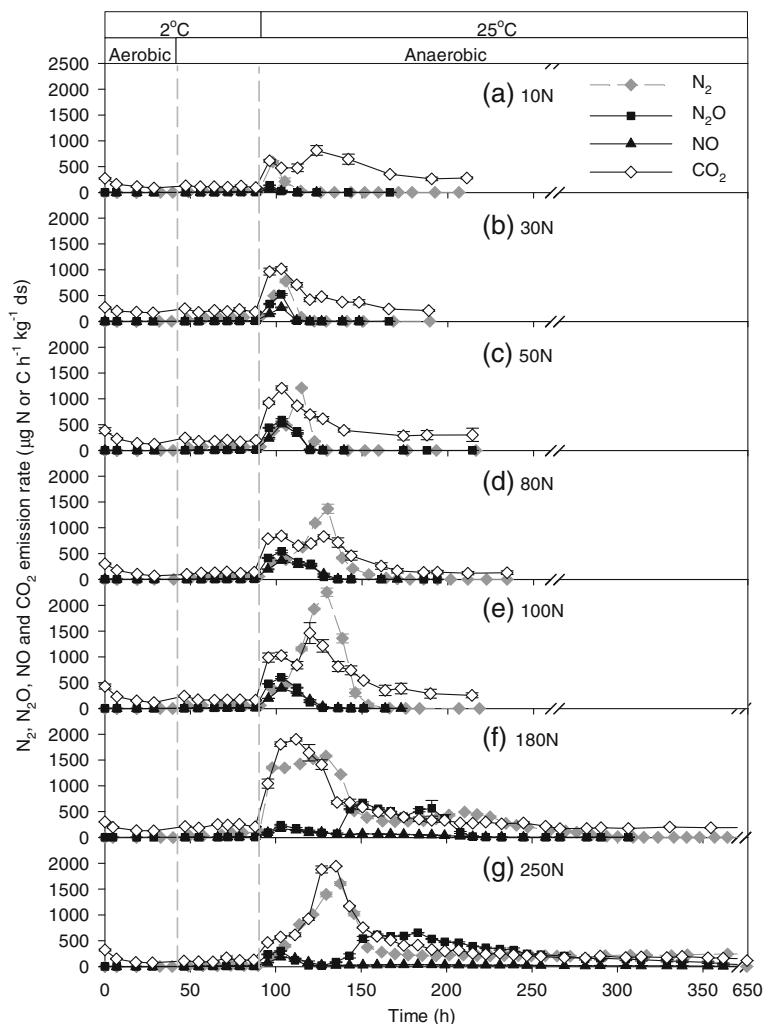 2°C 25°C
Aerobic Anaerobic
N₂, N₂O, NO and CO₂ emission rate (µg N or C h⁻¹ kg⁻¹ ds)
2500
2000
1500
1000
500
0
(a) 10N
N₂
N₂O
NO
CO₂
2000
1500
1000
500
0
(b) 30N
2000
1500
1000
500
0
(c) 50N
2000
1500
1000
500
0
(d) 80N
2000
1500
1000
500
0
(e) 100N
2000
1500
1000
500
0
(f) 180N
2000
1500
1000
500
0
(g) 250N
0 50 100 150 200 250 300 350 650
Time (h)